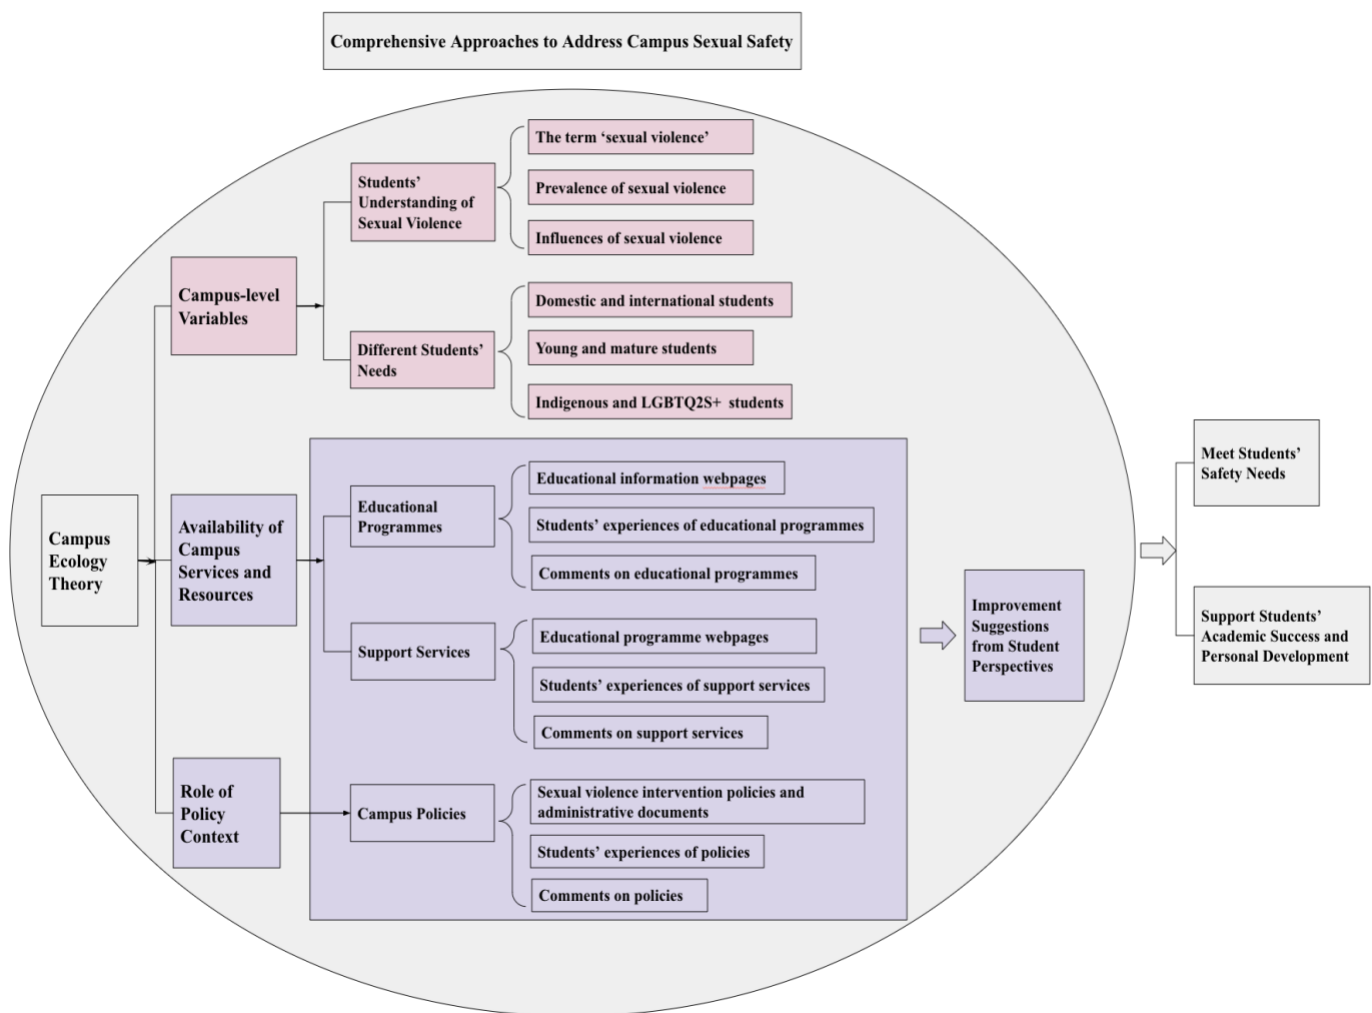 Comprehensive Approaches to Address Campus Sexual Safety
Campus
Ecology
Theory
Campus-level
Variables
Students’
Understanding of
Sexual Violence
The term ‘sexual violence’
Prevalence of sexual violence
Influences of sexual violence
Different Students’
Needs
Domestic and international students
Young and mature students
Indigenous and LGBTQ2S+ students
Availability of
Campus
Services and
Resources
Educational
Programmes
Educational information webpages
Students’ experiences of educational programmes
Comments on educational programmes
Support Services
Educational programme webpages
Students’ experiences of support services
Comments on support services
Role of
Policy
Context
Campus Policies
Sexual violence intervention policies and
administrative documents
Students’ experiences of policies
Comments on policies
Improvement
Suggestions
from Student
Perspectives
Meet Students’
Safety Needs
Support Students’
Academic Success and
Personal Development